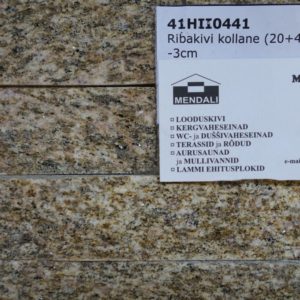 41HII0441
Ribakivi kollane (20+4
-3cm
M
MENDALI
LOODUSKIVI
KERGVAHESEINAD
WC- ja DUŠŠIVAHESEINAD
TERASSID ja RÕDUD
AURUSAUNAD
ja MULLIVANNID
e-mai
LAMMI EHITUSPLOKID